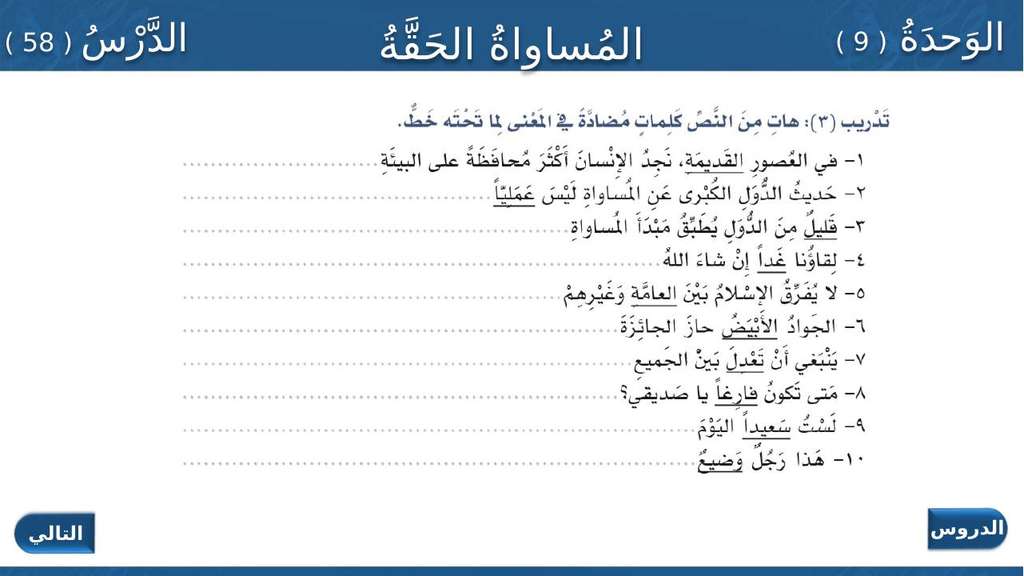 الوَحدَةُ ( 9 )
المُساواةُ الحَقَّةُ
الدَّرْسُ ( 58 )
تَدْريب (٣): هاتِ مِنَ النَّصِّ كَلِماتٍ مُضادَّةً في المَعْنى لِما تَحْتَه خَطٌّ.
١- في العُصورِ القَديمَةِ، نَجِدُ الإنْسانَ أَكْثَرَ مُحافَظَةً على البيئَةِ
٢- حَديثُ الدُّوَلِ الكُبْرى عَنِ المُساواةِ لَيْسَ عَمَلِيّاً
٣- قَليلٌ مِنَ الدُّوَلِ يُطَبِّقُ مَبْدَأَ المُساواةِ
٤- لِقاؤُنا غَداً إِنْ شاءَ اللهُ
٥- لا يُفَرِّقُ الإسْلامُ بَيْنَ العامَّةِ وَغَيْرِهِمْ
٦- الجَوادُ الأَبْيَضُ حازَ الجائِزَةَ
٧- يَنْبَغي أَنْ تَعْدِلَ بَيْنَ الجَميعِ
٨- مَتى تَكونُ فارِغاً يا صَديقي؟
٩- لَسْتُ سَعيداً اليَوْمَ
١٠- هَذا رَجُلٌ وَضيعٌ
الدروس
التالي